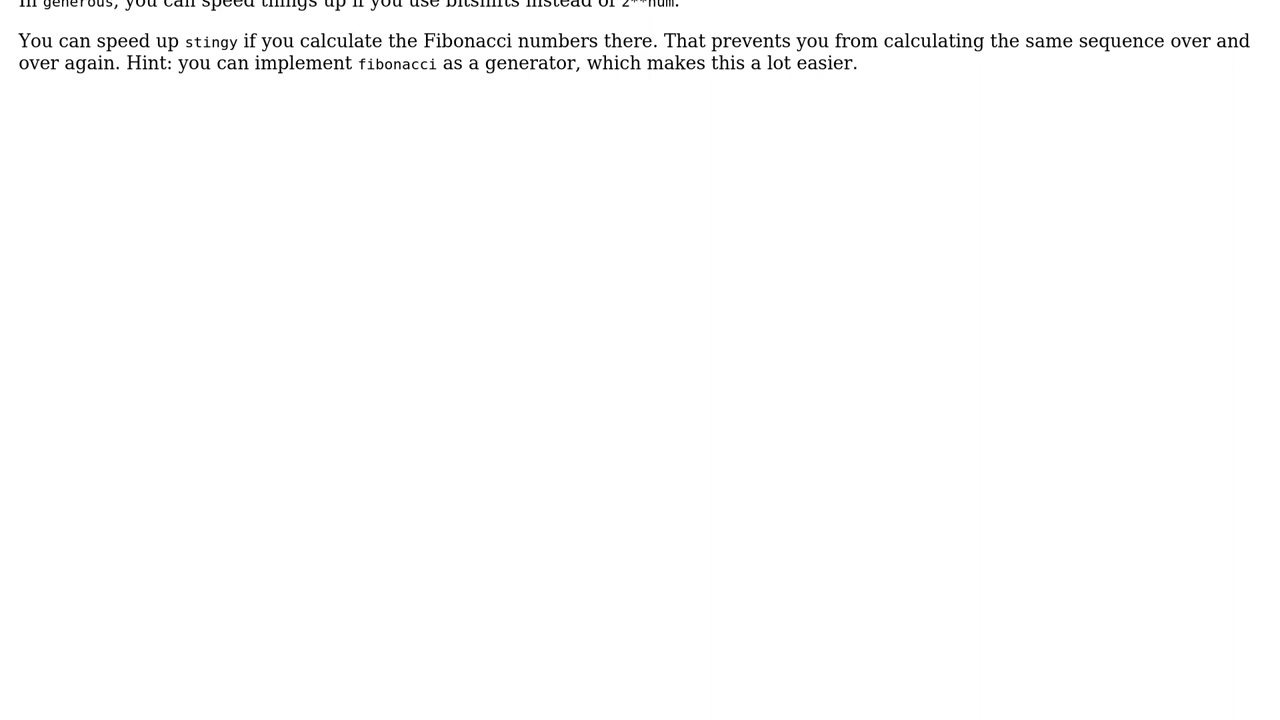 In generous, you can speed things up if you use bitshifts instead of 2**num.
You can speed up stingy if you calculate the Fibonacci numbers there. That prevents you from calculating the same sequence over and
over again. Hint: you can implement fibonacci as a generator, which makes this a lot easier.